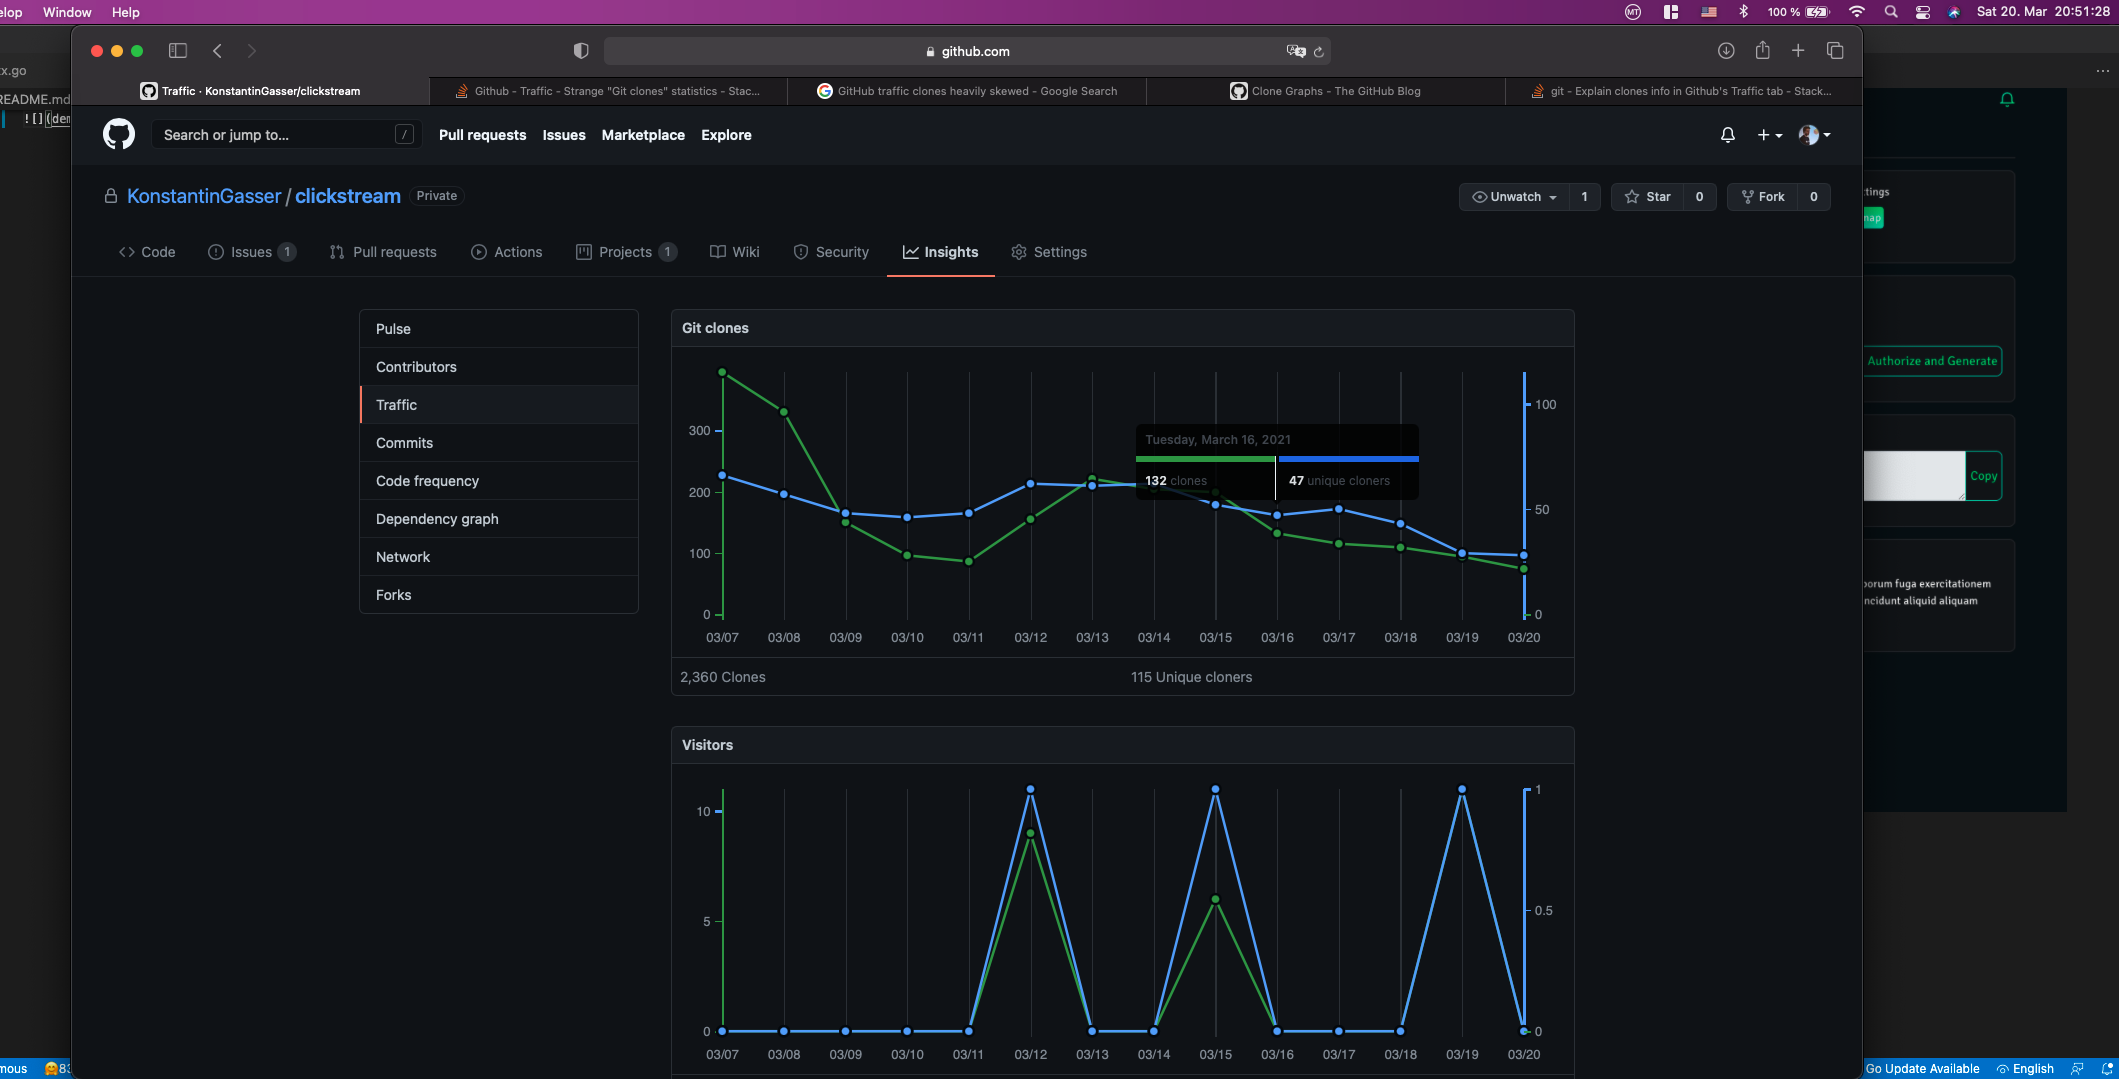 elop Window Help MT 100 % Sat 20. Mar 20:51:28
github.com
x.go
README.md
![](dem
Traffic · KonstantinGasser/clickstream
Github - Traffic - Strange "Git clones" statistics - Stac...
GitHub traffic clones heavily skewed - Google Search
Clone Graphs - The GitHub Blog
git - Explain clones info in Github's Traffic tab - Stack...
Search or jump to... / Pull requests Issues Marketplace Explore
KonstantinGasser / clickstream Private
Unwatch 1 Star 0 Fork 0
Code Issues 1 Pull requests Actions Projects 1 Wiki Security Insights Settings
Pulse
Contributors
Traffic
Commits
Code frequency
Dependency graph
Network
Forks
Git clones
300
200
100
0
100
50
0
Tuesday, March 16, 2021
132 clones 47 unique cloners
03/07 03/08 03/09 03/10 03/11 03/12 03/13 03/14 03/15 03/16 03/17 03/18 03/19 03/20
2,360 Clones 115 Unique cloners
Visitors
10
5
0
1
0.5
0
03/07 03/08 03/09 03/10 03/11 03/12 03/13 03/14 03/15 03/16 03/17 03/18 03/19 03/20
tings
map
Authorize and Generate
Copy
porum fuga exercitationem
ncidunt aliquid aliquam
mous 83
Go Update Available English